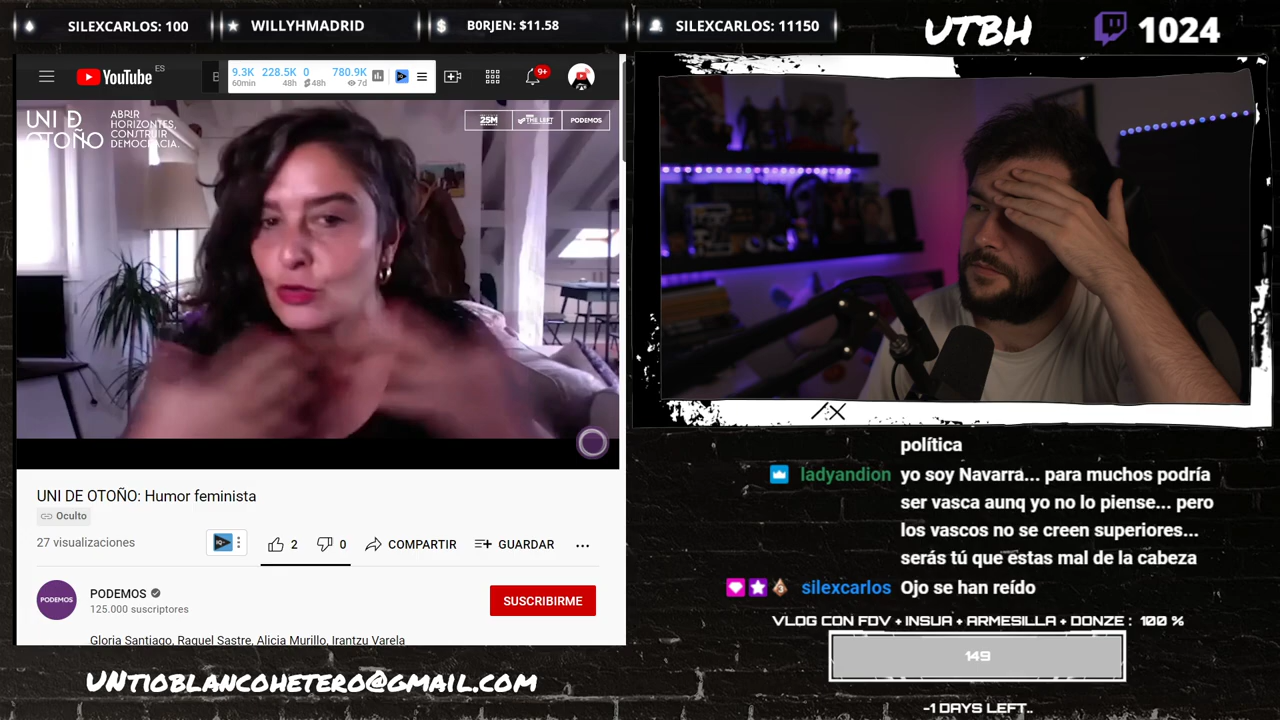 SILEXCARLOS: 100
WILLYHMADRID
$
B0RJEN: $11.58
SILEXCARLOS: 11150
UTBH
1024
YouTube ES
9.3K 228.5K 0 780.9K
60min 48h 48h 7d
9+
UNI D
OTOÑO
ABRIR
HORIZONTES,
CONSTRUIR
DEMOCRACIA.
25M
THE LEFT
PODEMOS
UNI DE OTOÑO: Humor feminista
Oculto
27 visualizaciones
2
0
COMPARTIR
GUARDAR
PODEMOS
PODEMOS
125.000 suscriptores
SUSCRIBIRME
Gloria Santiago, Raquel Sastre, Alicia Murillo, Irantzu Varela
política
ladyandion yo soy Navarra... para muchos podría
ser vasca aunq yo no lo piense... pero
los vascos no se creen superiores...
serás tú que estas mal de la cabeza
silexcarlos Ojo se han reído
VLOG CON FDV + INSUA + ARMESILLA + DONZE : 100 %
149
-1 DAYS LEFT..
UNTIOBLANCOHETERO@GMAIL.COM